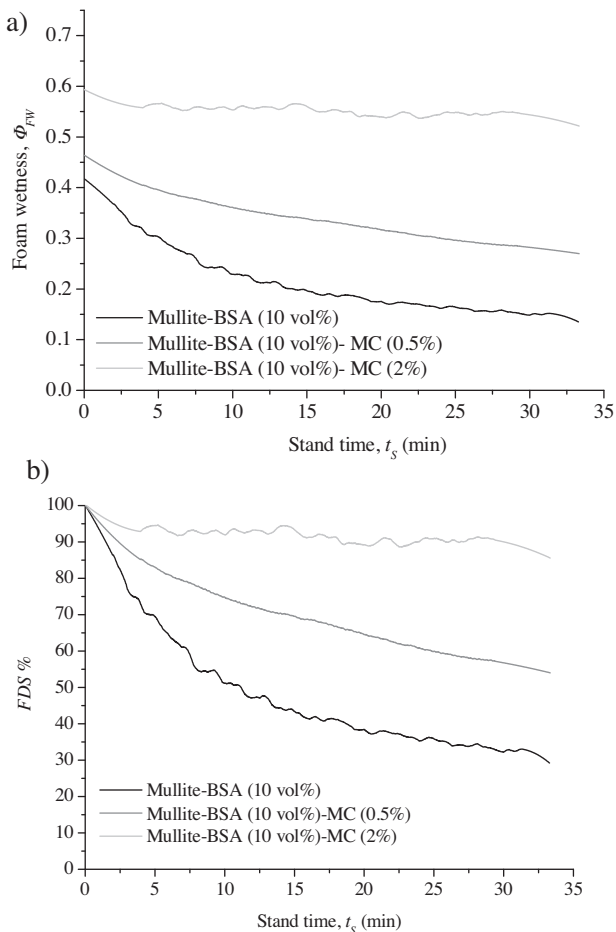 a)
0.7
0.6
0.5
0.4
0.3
0.2
0.1
0.0
Foam wetness, Φ_FW
Mullite-BSA (10 vol%)
Mullite-BSA (10 vol%)- MC (0.5%)
Mullite-BSA (10 vol%)- MC (2%)
0 5 10 15 20 25 30 35
Stand time, t_s (min)
b)
100
90
80
70
60
50
40
30
20
10
0
FDS %
Mullite-BSA (10 vol%)
Mullite-BSA (10 vol%)-MC (0.5%)
Mullite-BSA (10 vol%)-MC (2%)
0 5 10 15 20 25 30 35
Stand time, t_s (min)